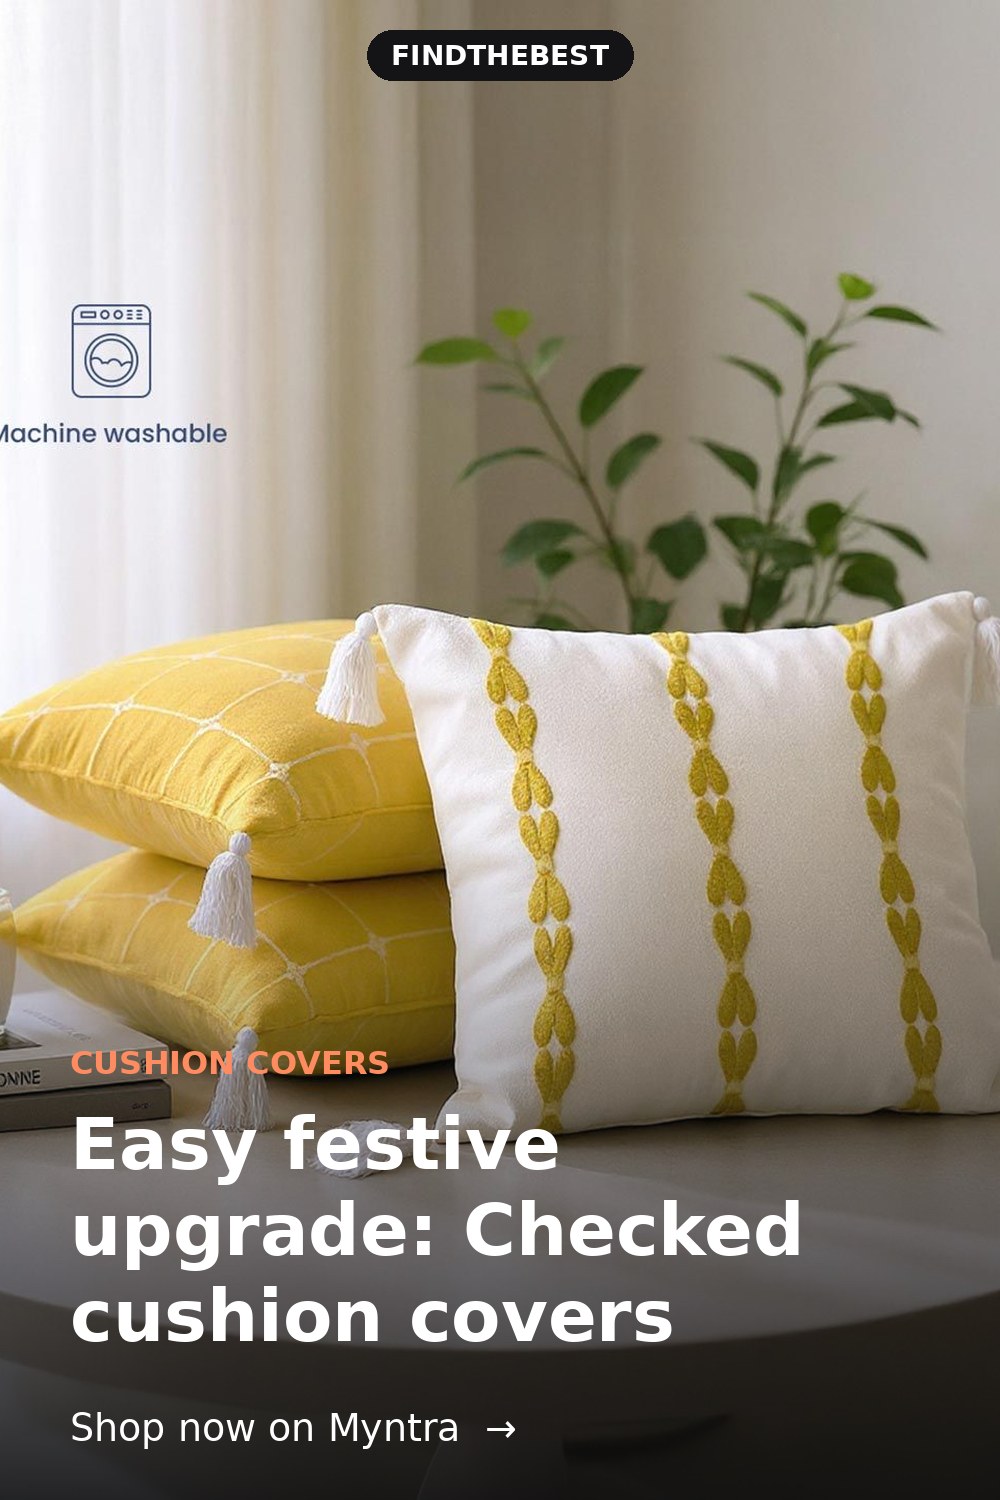 FINDTHEBEST
Machine washable
CUSHION COVERS
Easy festive
upgrade: Checked
cushion covers
Shop now on Myntra →